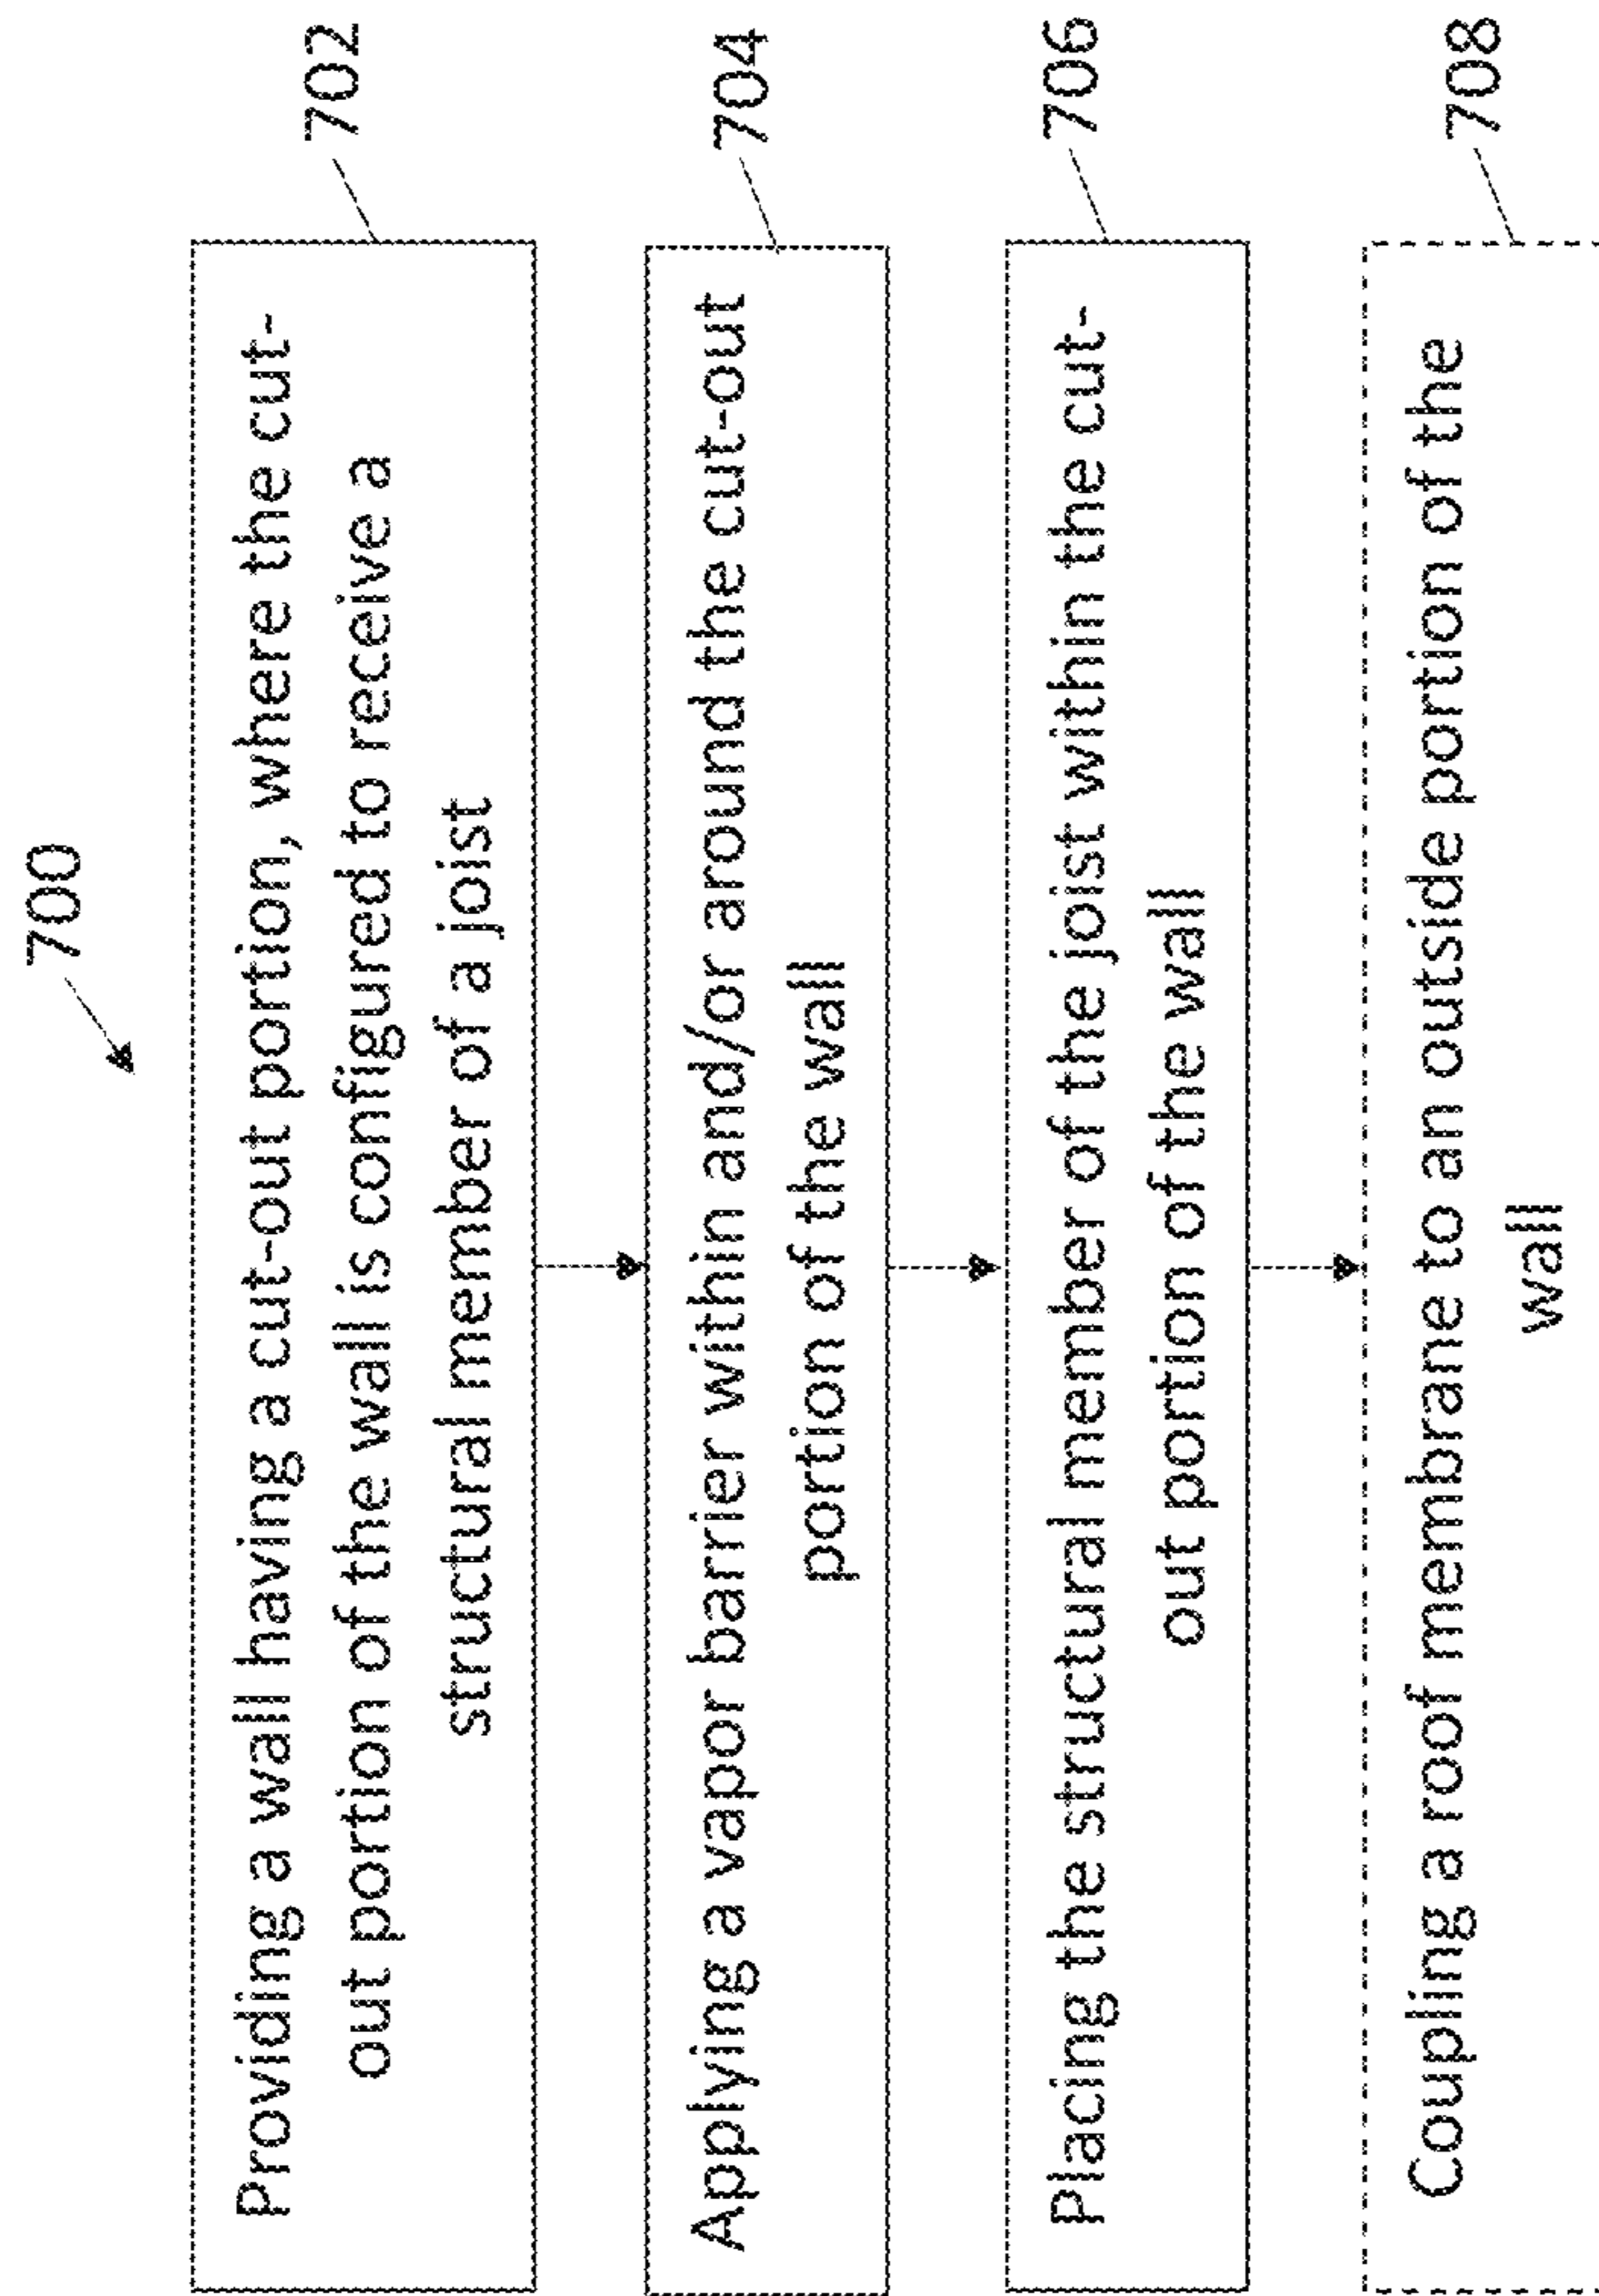 700
Providing a wall having a cut-out portion, where the cut-
out portion of the wall is configured to receive a
structural member of a joist
702
Applying a vapor barrier within and/or around the cut-out
portion of the wall
704
Placing the structural member of the joist within the cut-
out portion of the wall
706
Coupling a roof membrane to an outside portion of the
wall
708